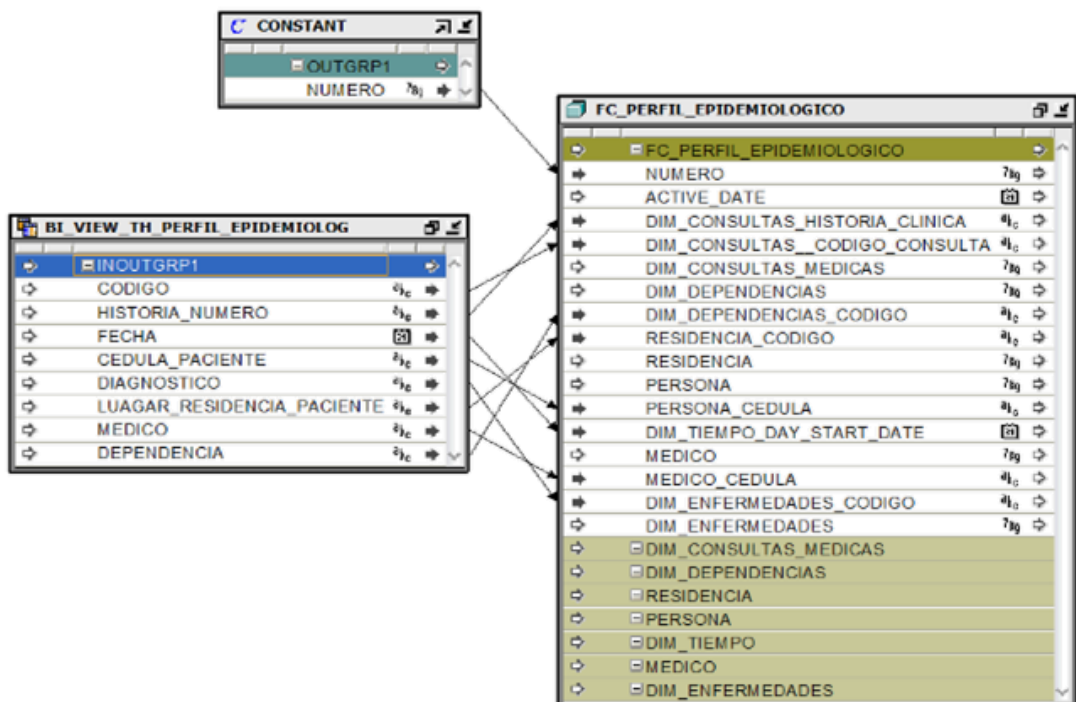 CONSTANT
OUTGRP1
NUMERO
FC_PERFIL_EPIDEMIOLOGICO
FC_PERFIL_EPIDEMIOLOGICO
NUMERO
ACTIVE_DATE
DIM_CONSULTAS_HISTORIA_CLINICA
DIM_CONSULTAS__CODIGO_CONSULTA
DIM_CONSULTAS_MEDICAS
DIM_DEPENDENCIAS
DIM_DEPENDENCIAS_CODIGO
RESIDENCIA_CODIGO
RESIDENCIA
PERSONA
PERSONA_CEDULA
DIM_TIEMPO_DAY_START_DATE
MEDICO
MEDICO_CEDULA
DIM_ENFERMEDADES_CODIGO
DIM_ENFERMEDADES
DIM_CONSULTAS_MEDICAS
DIM_DEPENDENCIAS
RESIDENCIA
PERSONA
DIM_TIEMPO
MEDICO
DIM_ENFERMEDADES
BI_VIEW_TH_PERFIL_EPIDEMIOLOG
INOUTGRP1
CODIGO
HISTORIA_NUMERO
FECHA
CEDULA_PACIENTE
DIAGNOSTICO
LUAGAR_RESIDENCIA_PACIENTE
MEDICO
DEPENDENCIA